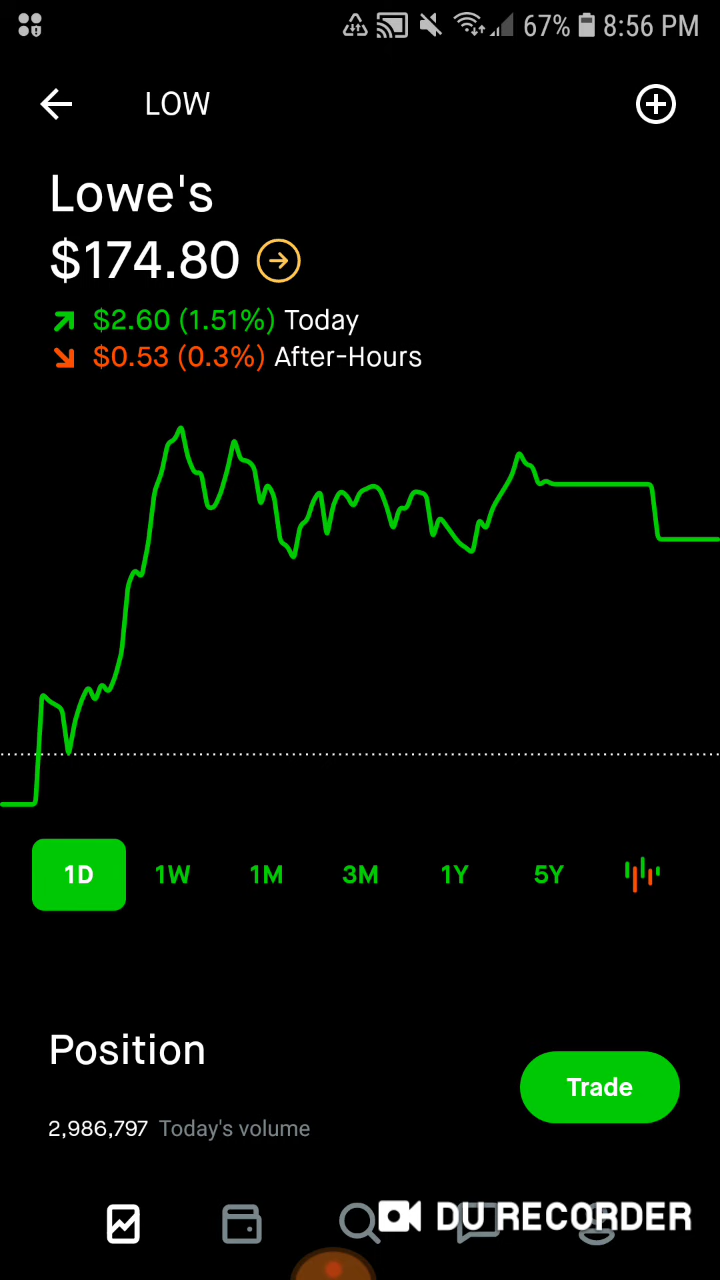 67% 8:56 PM
LOW
Lowe's
$174.80
$2.60 (1.51%) Today
$0.53 (0.3%) After-Hours
1D 1W 1M 3M 1Y 5Y
Position
Trade
2,986,797 Today's volume
DU RECORDER